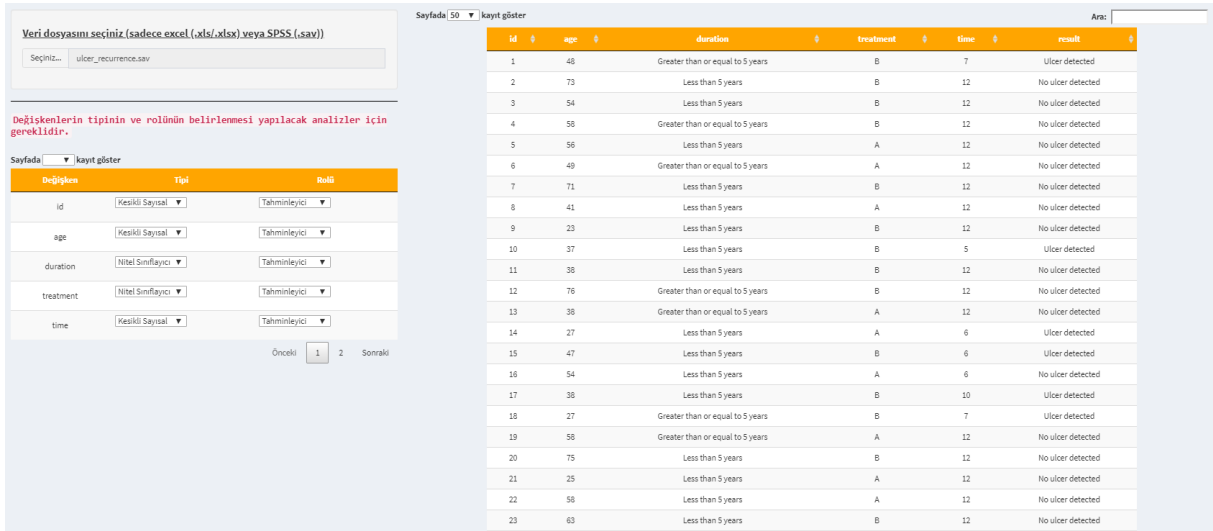 Veri dosyasını seçiniz (sadece excel (.xls/.xlsx) veya SPSS (.sav))
Seçiniz... ulcer_recurrence.sav
Değişkenlerin tipinin ve rolünün belirlenmesi yapılacak analizler için
gereklidir.
Sayfada kayıt göster
Değişken Tipi Rolü
id Kesikli Sayısal Tahminleyici
age Kesikli Sayısal Tahminleyici
duration Nitel Sınıflayıcı Tahminleyici
treatment Nitel Sınıflayıcı Tahminleyici
time Kesikli Sayısal Tahminleyici
Önceki 1 2 Sonraki
Sayfada 50 kayıt göster
Ara:
id age duration treatment time result
1 48 Greater than or equal to 5 years B 7 Ulcer detected
2 73 Less than 5 years B 12 No ulcer detected
3 54 Less than 5 years B 12 No ulcer detected
4 58 Greater than or equal to 5 years B 12 No ulcer detected
5 56 Less than 5 years A 12 No ulcer detected
6 49 Greater than or equal to 5 years A 12 No ulcer detected
7 71 Less than 5 years B 12 No ulcer detected
8 41 Less than 5 years A 12 No ulcer detected
9 23 Less than 5 years B 12 No ulcer detected
10 37 Less than 5 years B 5 Ulcer detected
11 38 Less than 5 years B 12 No ulcer detected
12 76 Greater than or equal to 5 years B 12 No ulcer detected
13 38 Greater than or equal to 5 years A 12 No ulcer detected
14 27 Less than 5 years A 6 Ulcer detected
15 47 Less than 5 years B 6 Ulcer detected
16 54 Less than 5 years A 6 No ulcer detected
17 38 Less than 5 years B 10 Ulcer detected
18 27 Greater than or equal to 5 years B 7 Ulcer detected
19 58 Greater than or equal to 5 years A 12 No ulcer detected
20 75 Less than 5 years B 12 No ulcer detected
21 25 Less than 5 years A 12 No ulcer detected
22 58 Less than 5 years A 12 No ulcer detected
23 63 Less than 5 years B 12 No ulcer detected